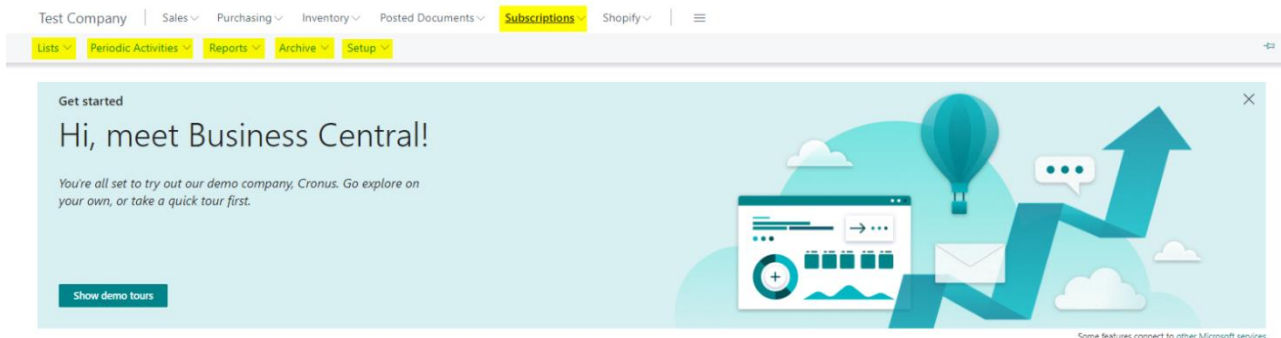 Test Company Sales Purchasing Inventory Posted Documents Subscriptions Shopify
Lists Periodic Activities Reports Archive Setup
Get started
Hi, meet Business Central!
You're all set to try out our demo company, Cronus. Go explore on
your own, or take a quick tour first.
Show demo tours
Some features connect to other Microsoft services